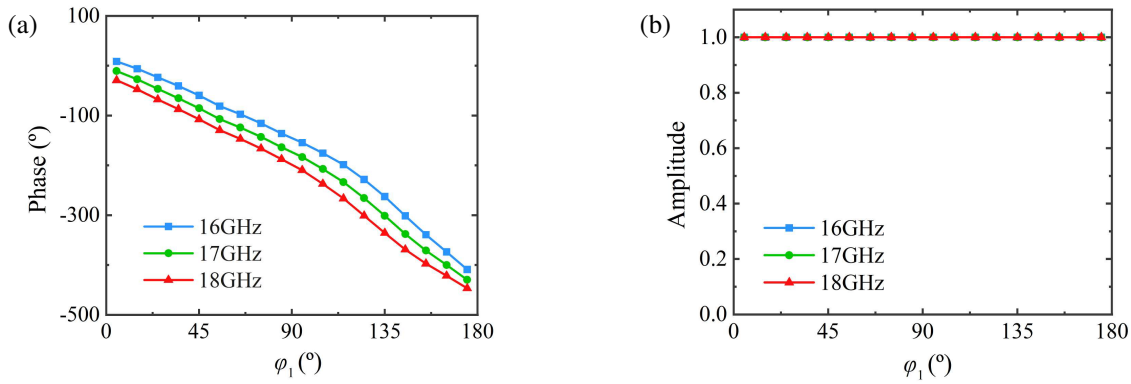 (a)
100
-100
-300
-500
Phase (º)
16GHz
17GHz
18GHz
0
45
90
135
180
φ1 (º)
(b)
1.0
0.8
0.6
0.4
0.2
0.0
Amplitude
16GHz
17GHz
18GHz
0
45
90
135
180
φ1 (º)